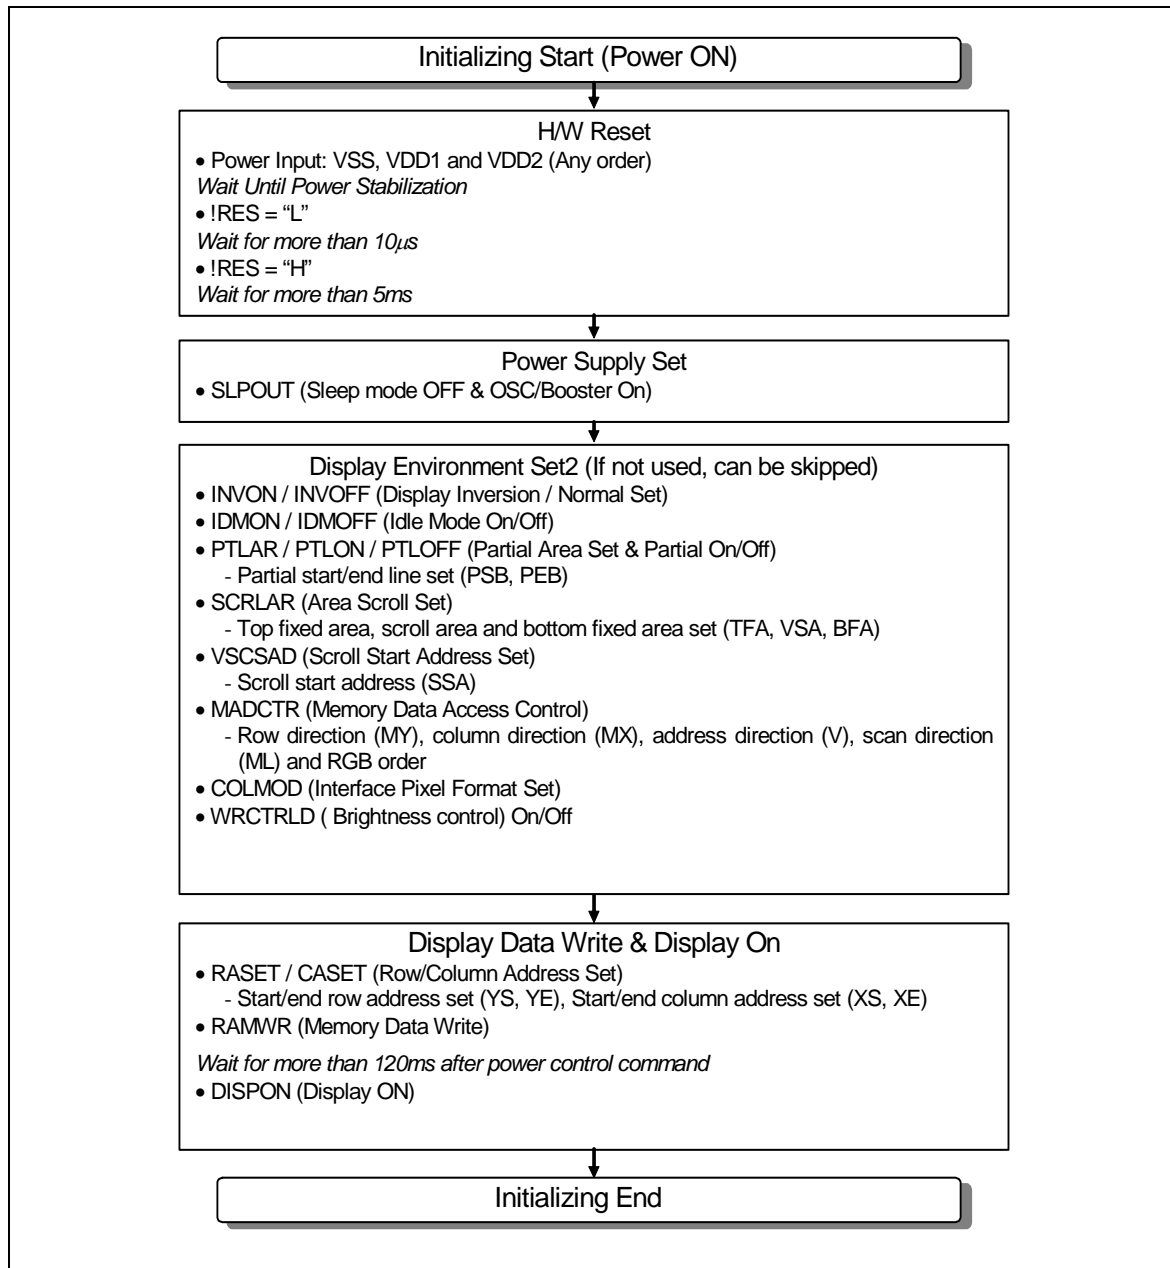 Initializing Start (Power ON)
H/W Reset
• Power Input: VSS, VDD1 and VDD2 (Any order)
Wait Until Power Stabilization
• !RES = “L”
Wait for more than 10μs
• !RES = “H”
Wait for more than 5ms
Power Supply Set
• SLPOUT (Sleep mode OFF & OSC/Booster On)
Display Environment Set2 (If not used, can be skipped)
• INVON / INVOFF (Display Inversion / Normal Set)
• IDMON / IDMOFF (Idle Mode On/Off)
• PTLAR / PTLON / PTLOFF (Partial Area Set & Partial On/Off)
- Partial start/end line set (PSB, PEB)
• SCRLAR (Area Scroll Set)
- Top fixed area, scroll area and bottom fixed area set (TFA, VSA, BFA)
• VSCSAD (Scroll Start Address Set)
- Scroll start address (SSA)
• MADCTR (Memory Data Access Control)
- Row direction (MY), column direction (MX), address direction (V), scan direction
(ML) and RGB order
• COLMOD (Interface Pixel Format Set)
• WRCTRLD ( Brightness control) On/Off
Display Data Write & Display On
• RASET / CASET (Row/Column Address Set)
- Start/end row address set (YS, YE), Start/end column address set (XS, XE)
• RAMWR (Memory Data Write)
Wait for more than 120ms after power control command
• DISPON (Display ON)
Initializing End